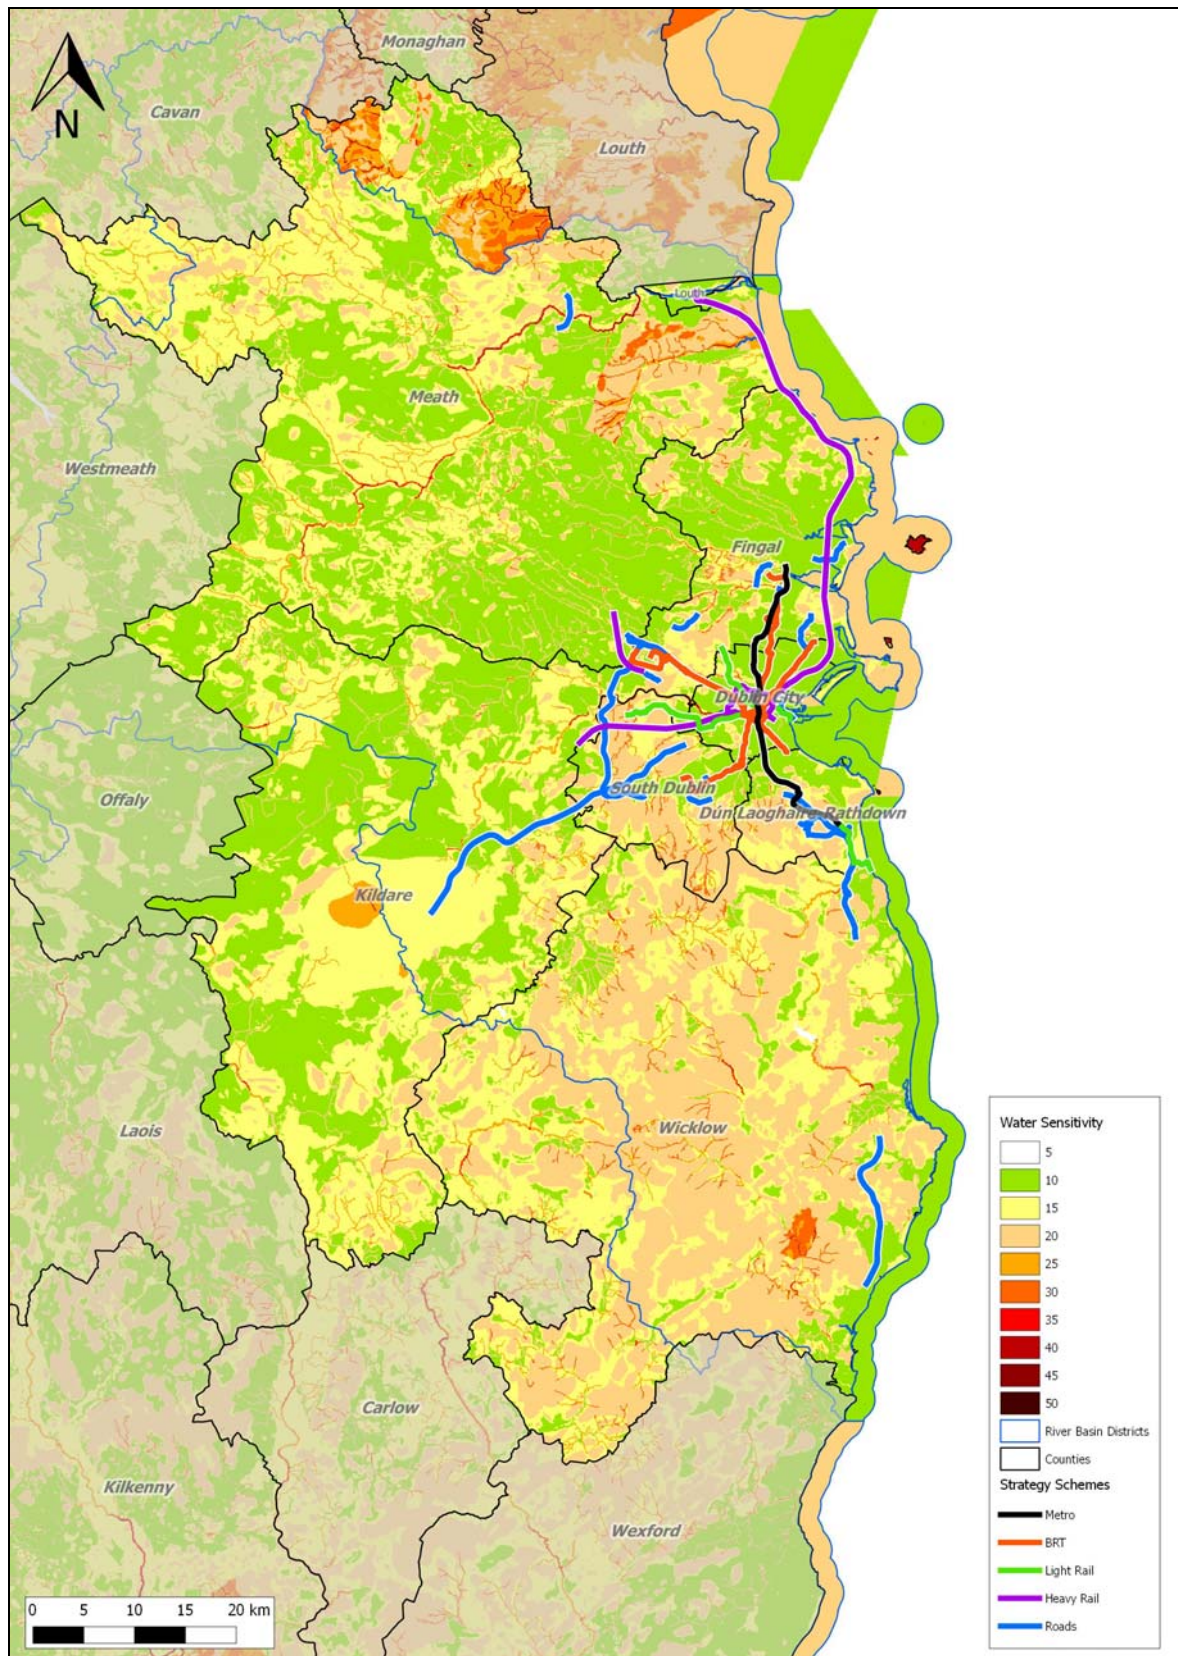 Monaghan
Cavan
N
Louth
Louth
Meath
Westmeath
Fingal
Dublin City
Offaly
South Dublin
Dún Laoghaire-Rathdown
Kildare
Laois
Wicklow
Carlow
Kilkenny
Wexford
Water Sensitivity
5
10
15
20
25
30
35
40
45
50
River Basin Districts
Counties
Strategy Schemes
Metro
BRT
Light Rail
Heavy Rail
Roads
0 5 10 15 20 km